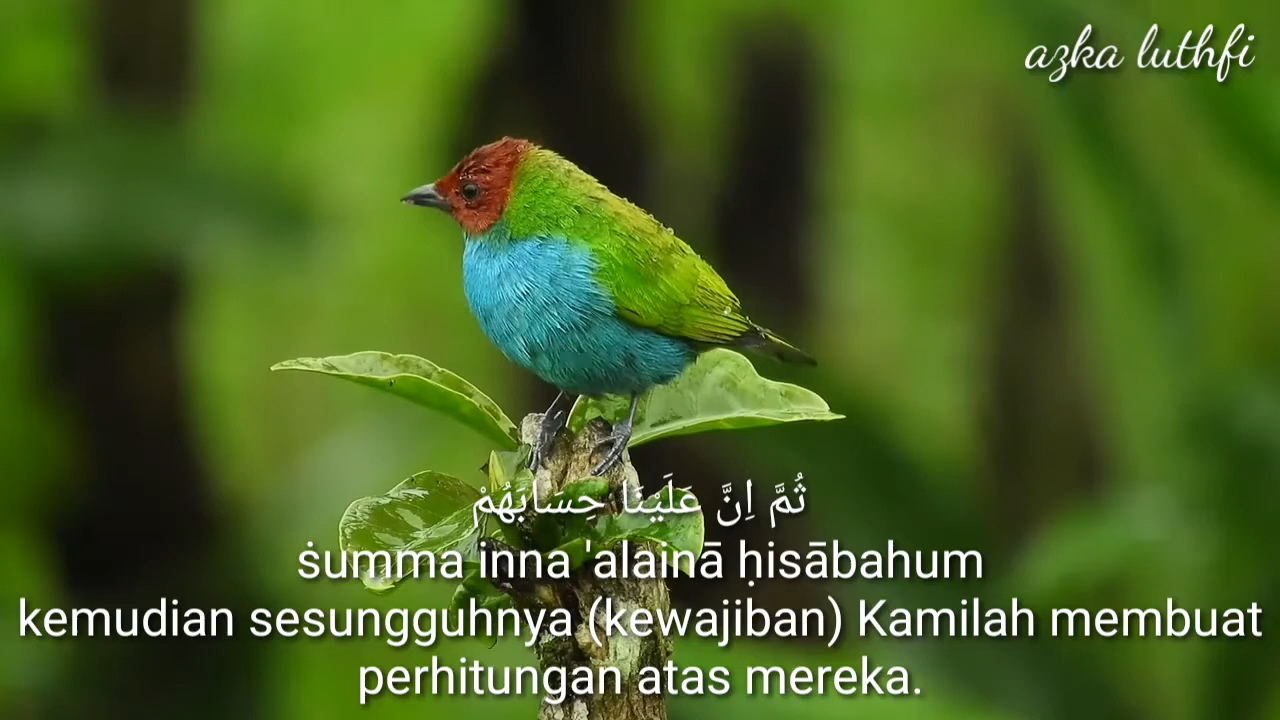 azka luthfi
ثُمَّ اِنَّ عَلَيْنَا حِسَابَهُمْ
ṡumma inna 'alainā ḥisābahum
kemudian sesungguhnya (kewajiban) Kamilah membuat
perhitungan atas mereka.